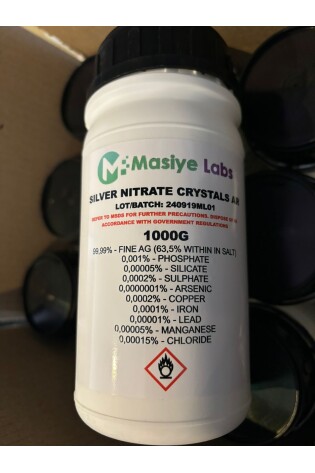 Masiye Labs
SILVER NITRATE CRYSTALS AR
LOT/BATCH: 240919ML01
REFER TO MSDS FOR FURTHER PRECAUTIONS. DISPOSE OF IN
ACCORDANCE WITH GOVERNMENT REGULATIONS
1000G
99,99% - FINE AG (63,5% WITHIN IN SALT)
0,001% - PHOSPHATE
0,00005% - SILICATE
0,0002% - SULPHATE
0,0000001% - ARSENIC
0,0002% - COPPER
0,0001% - IRON
0,00001% - LEAD
0,00005% - MANGANESE
0,00015% - CHLORIDE